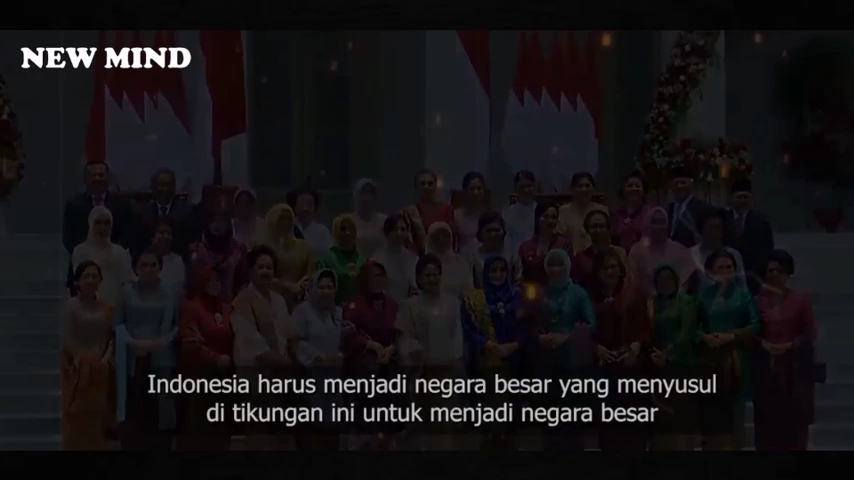 NEW MIND
Indonesia harus menjadi negara besar yang menyusul
di tikungan ini untuk menjadi negara besar